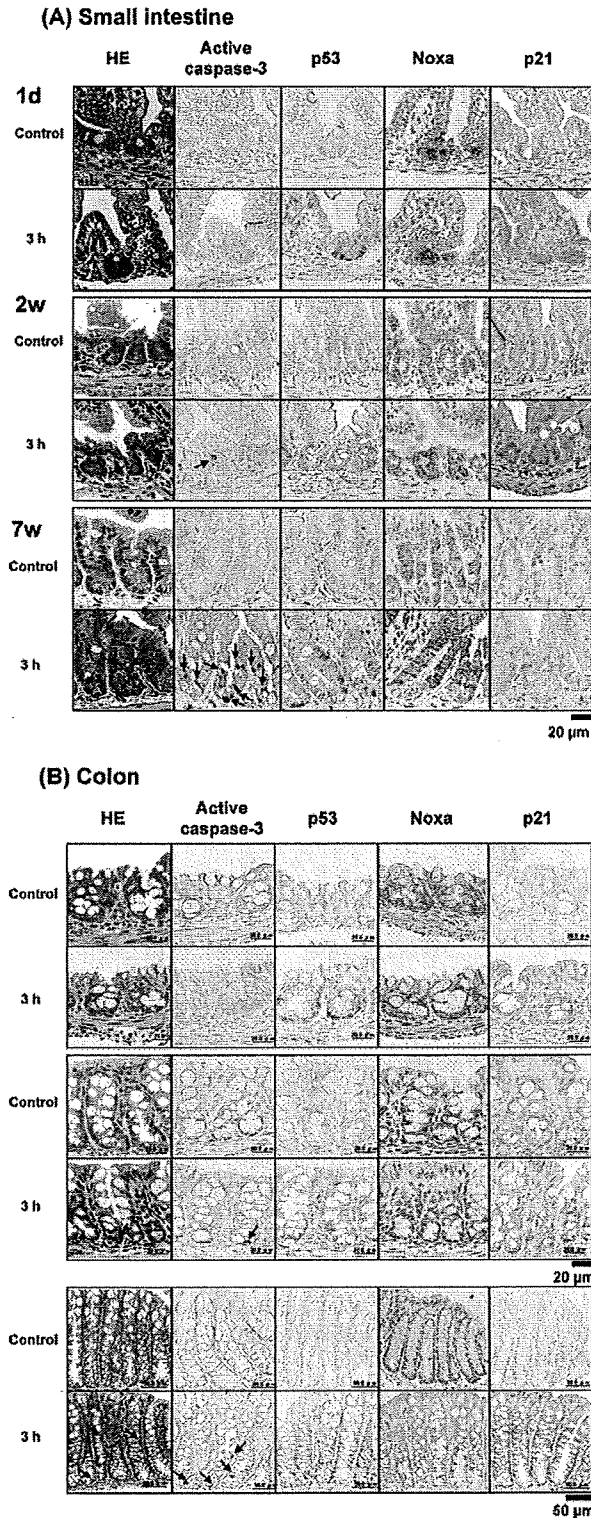 (A) Small intestine
HE
Active caspase-3
p53
Noxa
p21
1d
Control
3 h
2w
Control
3 h
7w
Control
3 h
20 µm
(B) Colon
HE
Active caspase-3
p53
Noxa
p21
Control
3 h
Control
3 h
20 µm
Control
3 h
50 µm